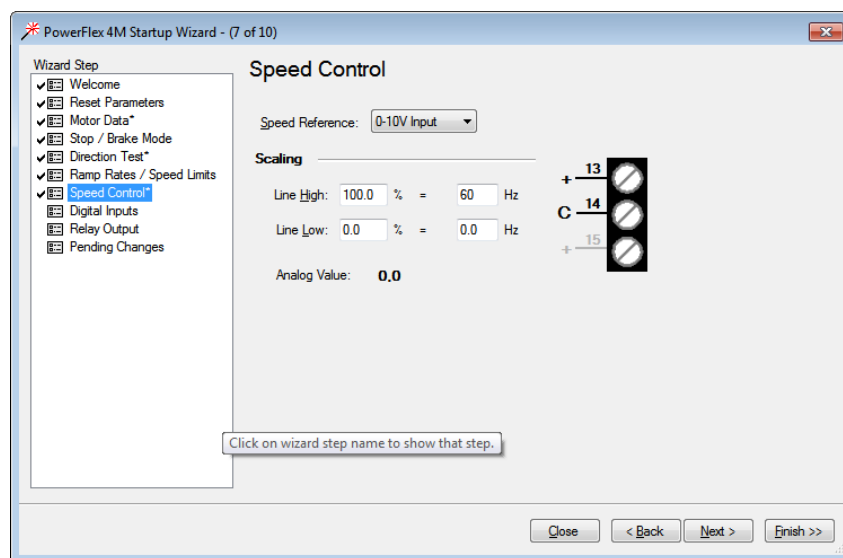 PowerFlex 4M Startup Wizard - (7 of 10)
Wizard Step
Welcome
Reset Parameters
Motor Data*
Stop / Brake Mode
Direction Test*
Ramp Rates / Speed Limits
Speed Control*
Digital Inputs
Relay Output
Pending Changes
Speed Control
Speed Reference: 0-10V Input
Scaling
Line High: 100.0 % = 60 Hz
Line Low: 0.0 % = 0.0 Hz
Analog Value: 0.0
+ 13
C 14
+ 15
Click on wizard step name to show that step.
Close < Back Next > Finish >>